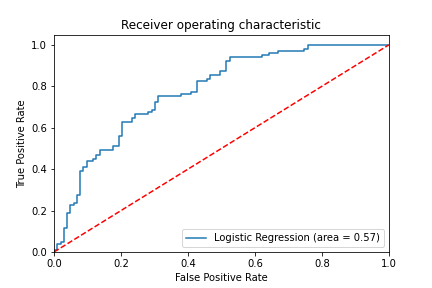 Receiver operating characteristic
True Positive Rate
1.0
0.8
0.6
0.4
0.2
0.0
Logistic Regression (area = 0.57)
0.0 0.2 0.4 0.6 0.8 1.0
False Positive Rate